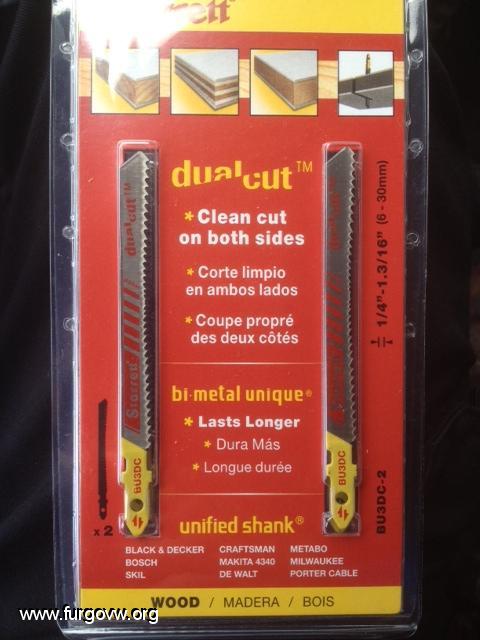 dualcut™
* Clean cut
on both sides
* Corte limpio
en ambos lados
* Coupe propré
des deux côtés
bi-metal unique®
* Lasts Longer
* Dura Más
* Longue durée
unified shank®
BLACK & DECKER CRAFTSMAN METABO
BOSCH MAKITA 4340 MILWAUKEE
SKIL DE WALT PORTER CABLE
WOOD / MADERA / BOIS
x 2
Starrett
dualcut™
BU3DC
BU3DC
1/4"-1.3/16" (6 - 30mm)
BU3DC-2
www.furgovw.org